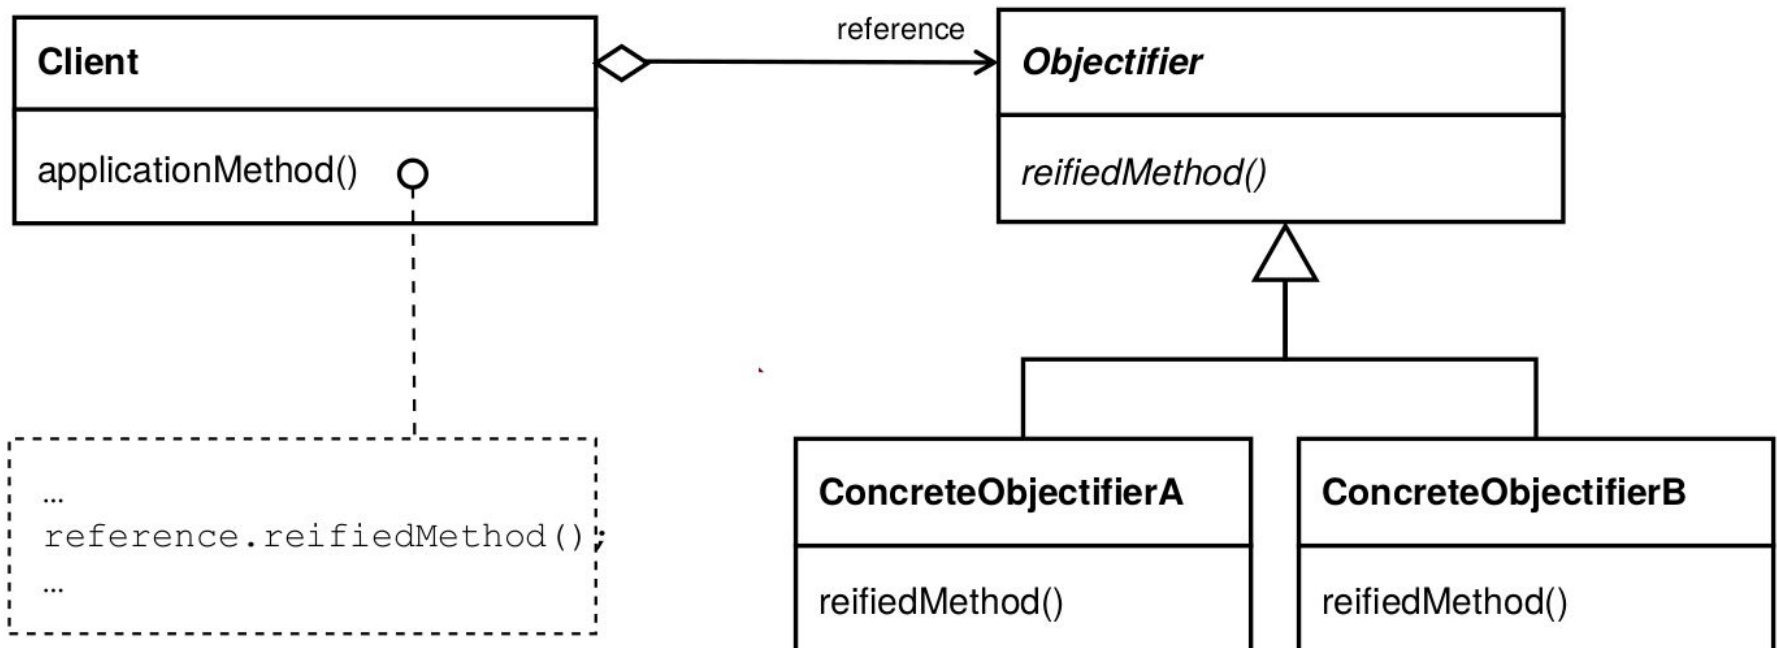 Client
applicationMethod()
reference
Objectifier
reifiedMethod()
...
reference.reifiedMethod();
...
ConcreteObjectifierA
reifiedMethod()
ConcreteObjectifierB
reifiedMethod()